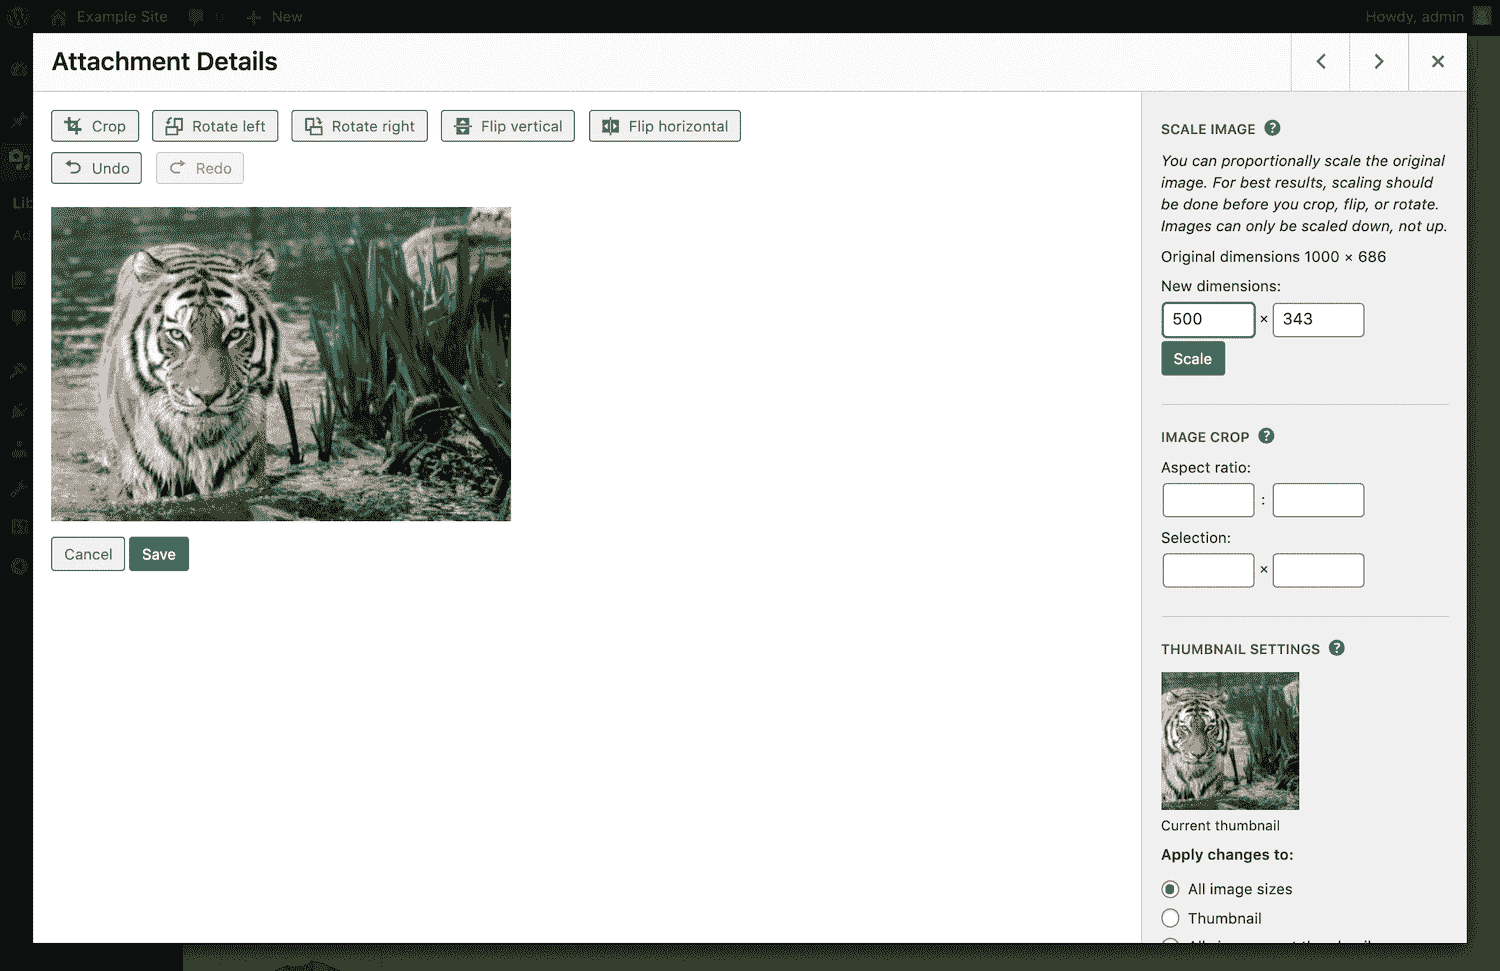 Example Site
New
Howdy, admin
Attachment Details
Crop
Rotate left
Rotate right
Flip vertical
Flip horizontal
Undo
Redo
Cancel
Save
SCALE IMAGE ?
You can proportionally scale the original
image. For best results, scaling should
be done before you crop, flip, or rotate.
Images can only be scaled down, not up.
Original dimensions 1000 × 686
New dimensions:
500 × 343
Scale
IMAGE CROP ?
Aspect ratio:
:
Selection:
×
THUMBNAIL SETTINGS ?
Current thumbnail
Apply changes to:
All image sizes
Thumbnail